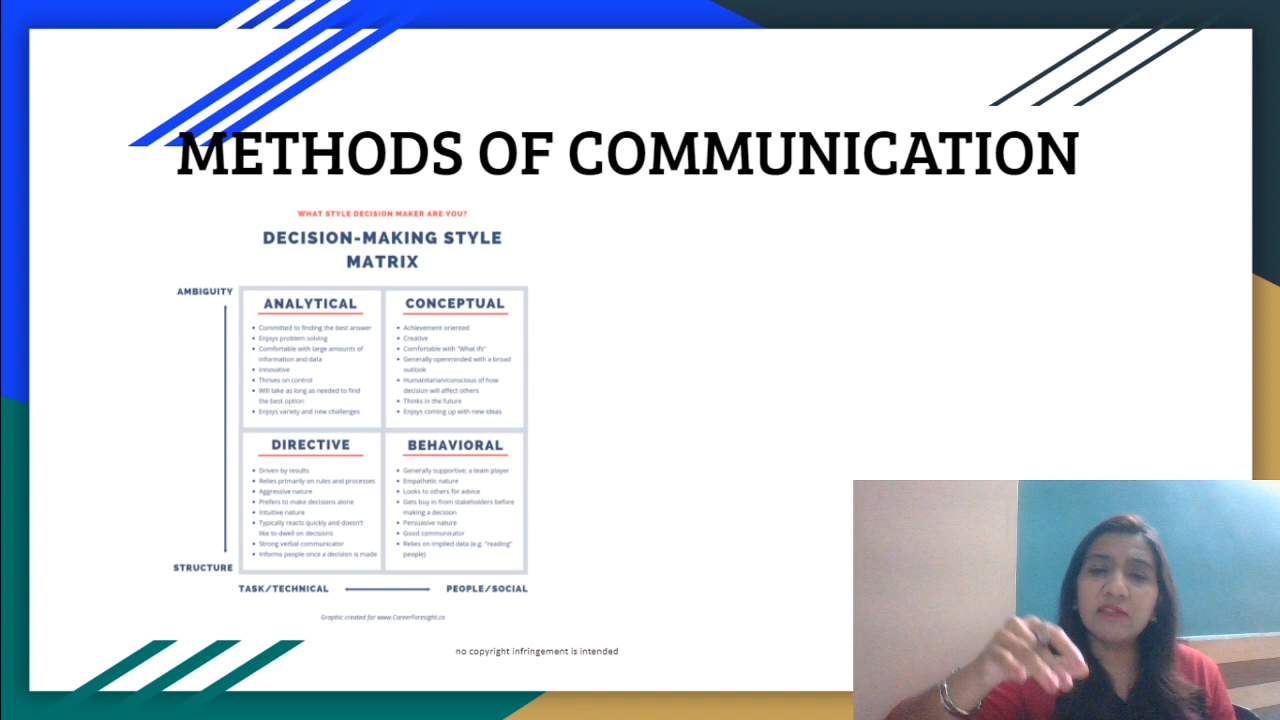 METHODS OF COMMUNICATION
WHAT STYLE DECISION MAKER ARE YOU?
DECISION-MAKING STYLE
MATRIX
AMBIGUITY
ANALYTICAL
• Committed to finding the best answer
• Enjoys problem solving
• Comfortable with large amounts of
information and data
• Innovative
• Thrives on control
• Will take as long as needed to find
the best option
• Enjoys variety and new challenges
CONCEPTUAL
• Achievement oriented
• Creative
• Comfortable with "What ifs"
• Generally openminded with a broad
outlook
• Humanitarian/conscious of how
decision will affect others
• Thinks in the future
• Enjoys coming up with new ideas
DIRECTIVE
• Driven by results
• Relies primarily on rules and processes
• Aggressive nature
• Prefers to make decisions alone
• Intuitive nature
• Typically reacts quickly and doesn't
like to dwell on decisions
• Strong verbal communicator
• Informs people once a decision is made
BEHAVIORAL
• Generally supportive; a team player
• Empathetic nature
• Looks to others for advice
• Gets buy in from stakeholders before
making a decision
• Persuasive nature
• Good communicator
• Relies on implied data (e.g. "reading"
people)
STRUCTURE
TASK/TECHNICAL
PEOPLE/SOCIAL
Graphic created for www.CareerForesight.co
no copyright infringement is intended